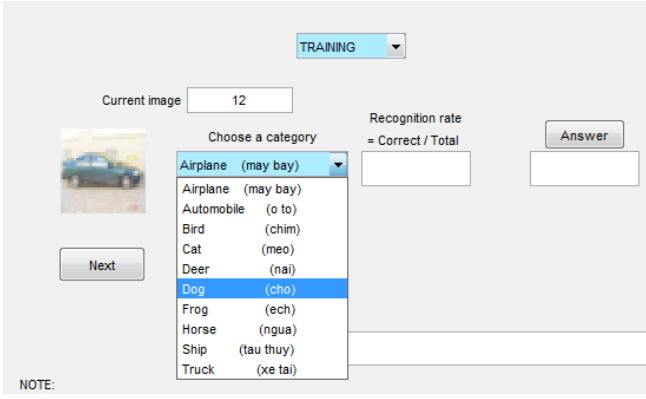 TRAINING
Current image 12
Recognition rate
= Correct / Total
Answer
Choose a category
Airplane (may bay)
Airplane (may bay)
Automobile (o to)
Bird (chim)
Cat (meo)
Deer (nai)
Dog (cho)
Frog (ech)
Horse (ngua)
Ship (tau thuy)
Truck (xe tai)
Next
NOTE: